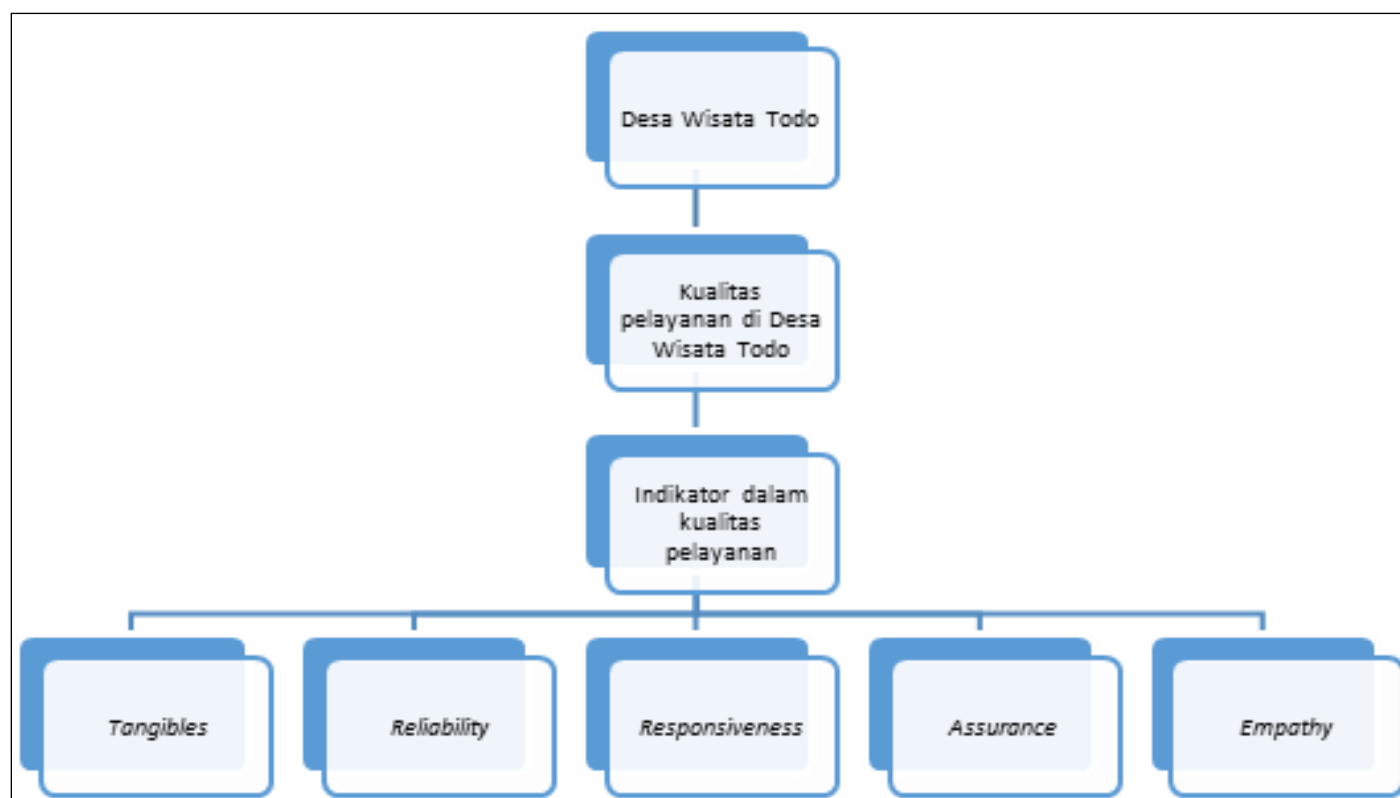 Desa Wisata Todo
Kualitas
pelayanan di Desa
Wisata Todo
Indikator dalam
kualitas
pelayanan
Tangibles
Reliability
Responsiveness
Assurance
Empathy